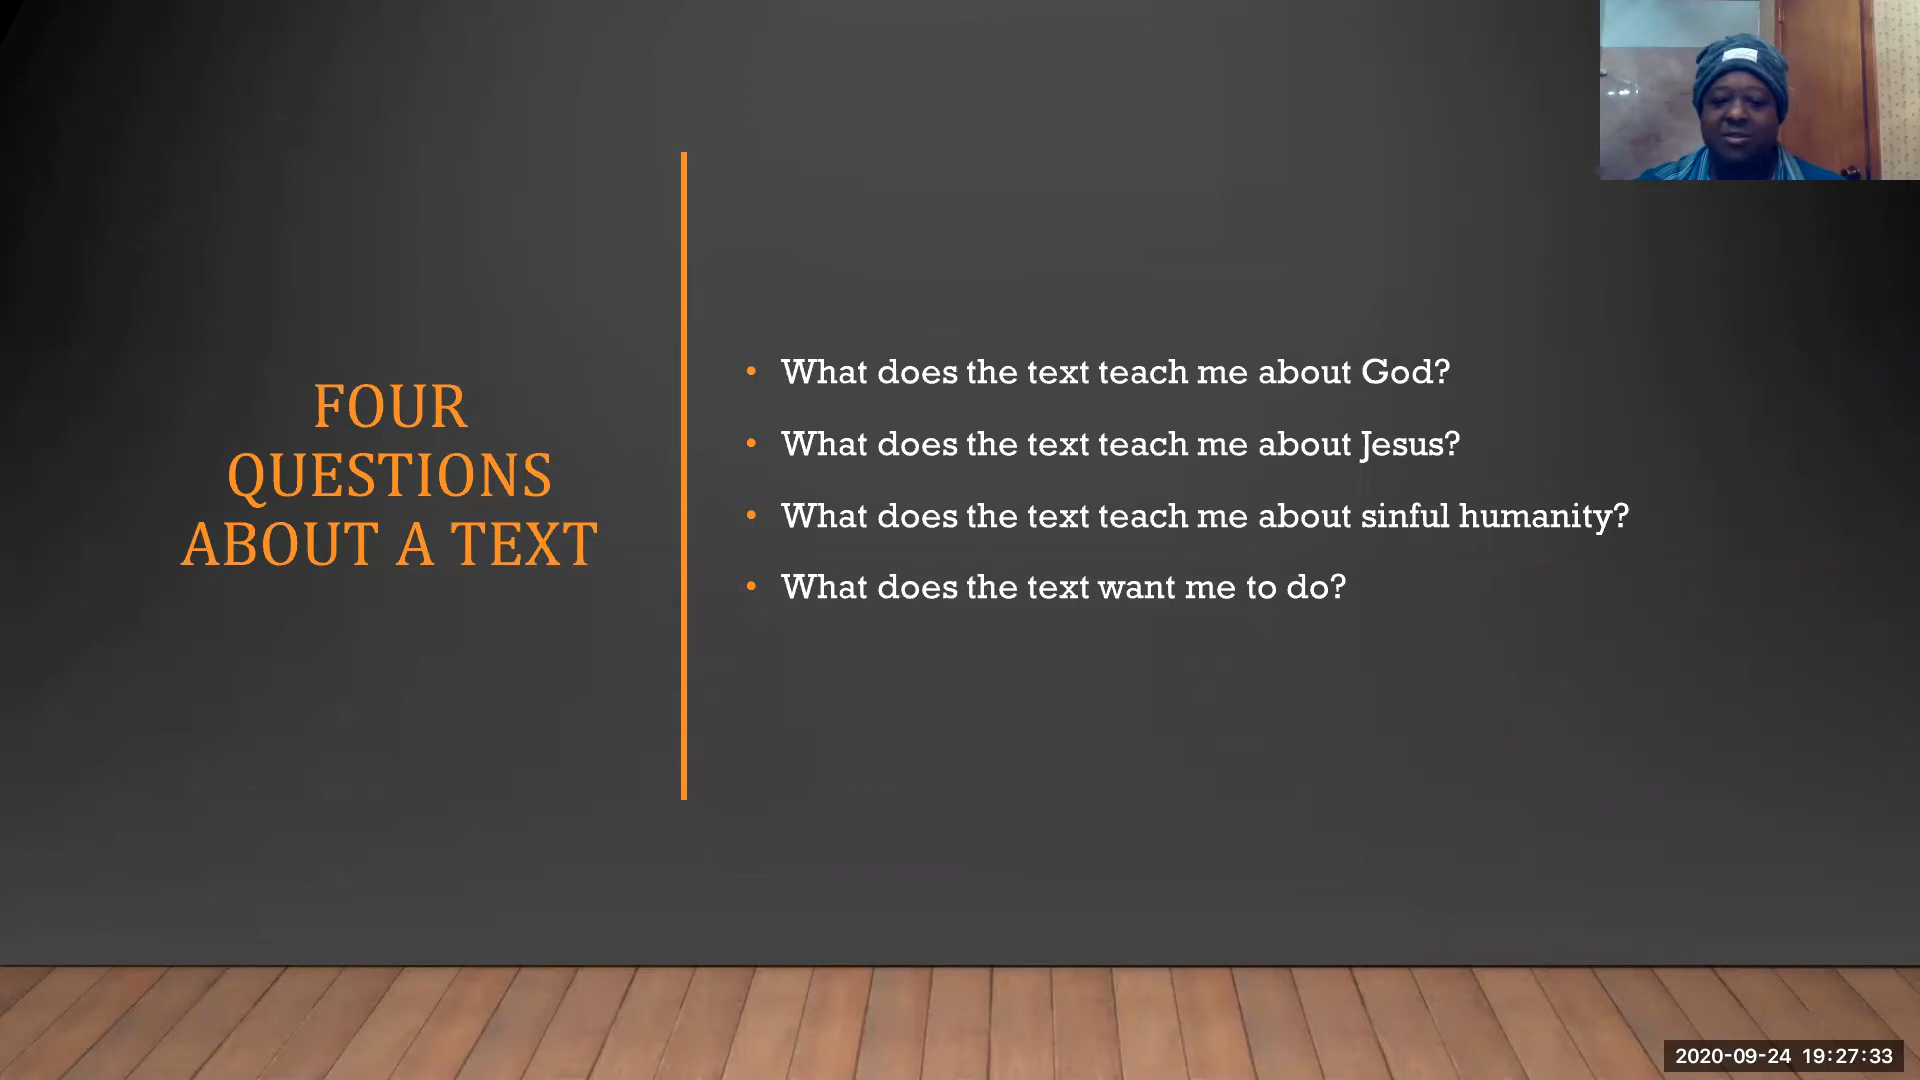 FOUR
QUESTIONS
ABOUT A TEXT
• What does the text teach me about God?
• What does the text teach me about Jesus?
• What does the text teach me about sinful humanity?
• What does the text want me to do?
2020-09-24 19:27:33